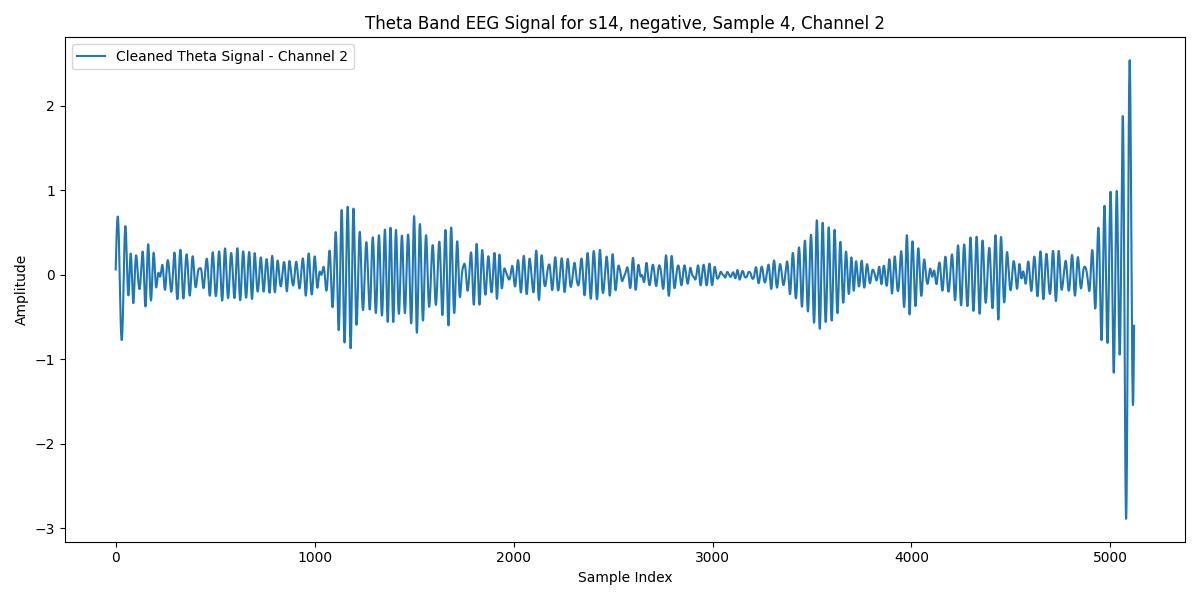 Theta Band EEG Signal for s14, negative, Sample 4, Channel 2
Cleaned Theta Signal - Channel 2
Amplitude
2
1
0
−1
−2
−3
0 1000 2000 3000 4000 5000
Sample Index